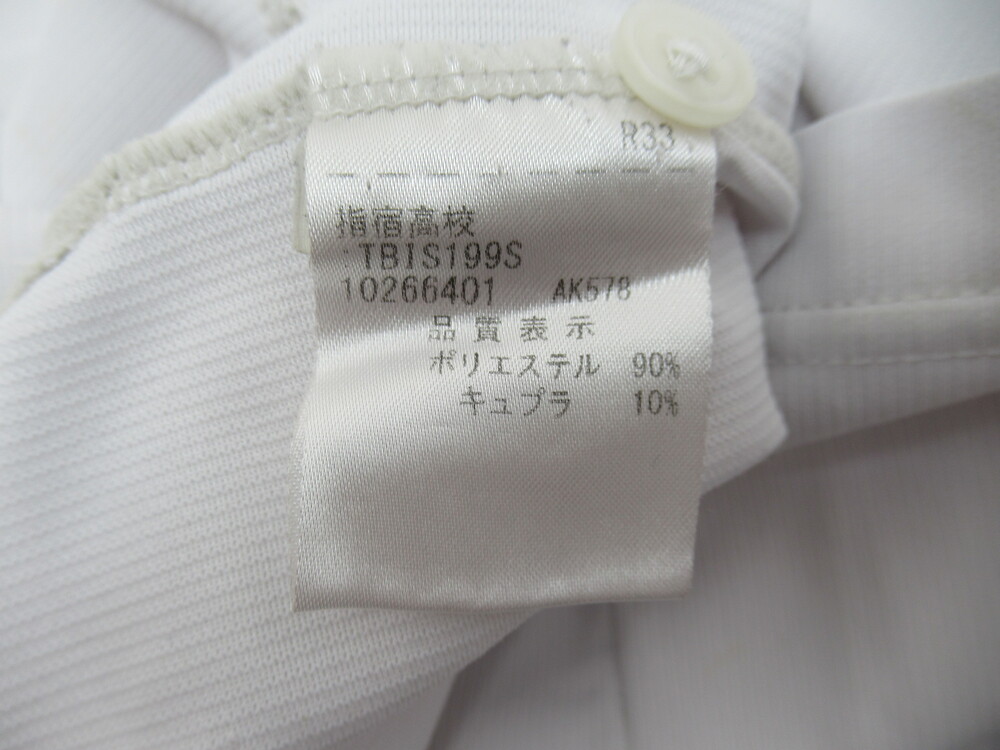 R33
指宿高校
TBIS199S
10266401 AK578
品質表示
ポリエステル 90%
キュプラ 10%